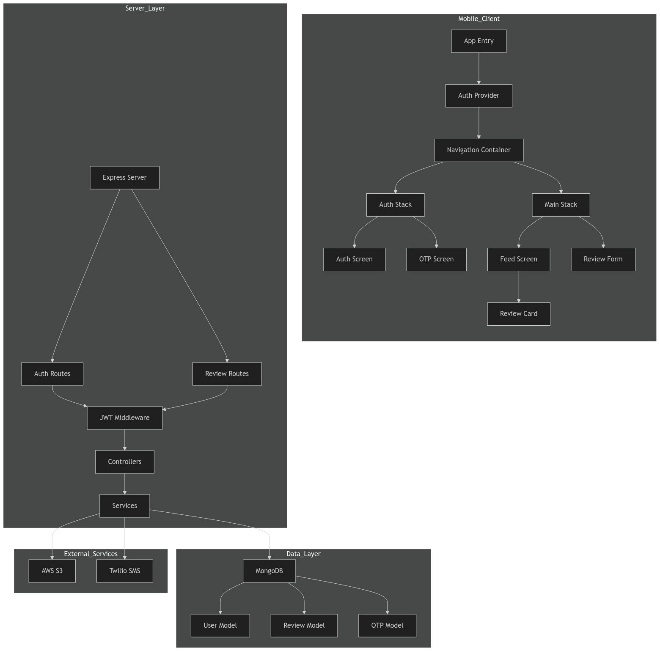 Server_Layer
Express Server
Auth Routes
Review Routes
JWT Middleware
Controllers
Services
Mobile_Client
App Entry
Auth Provider
Navigation Container
Auth Stack
Main Stack
Auth Screen
OTP Screen
Feed Screen
Review Form
Review Card
External_Services
AWS S3
Twilio SMS
Data_Layer
MongoDB
User Model
Review Model
OTP Model